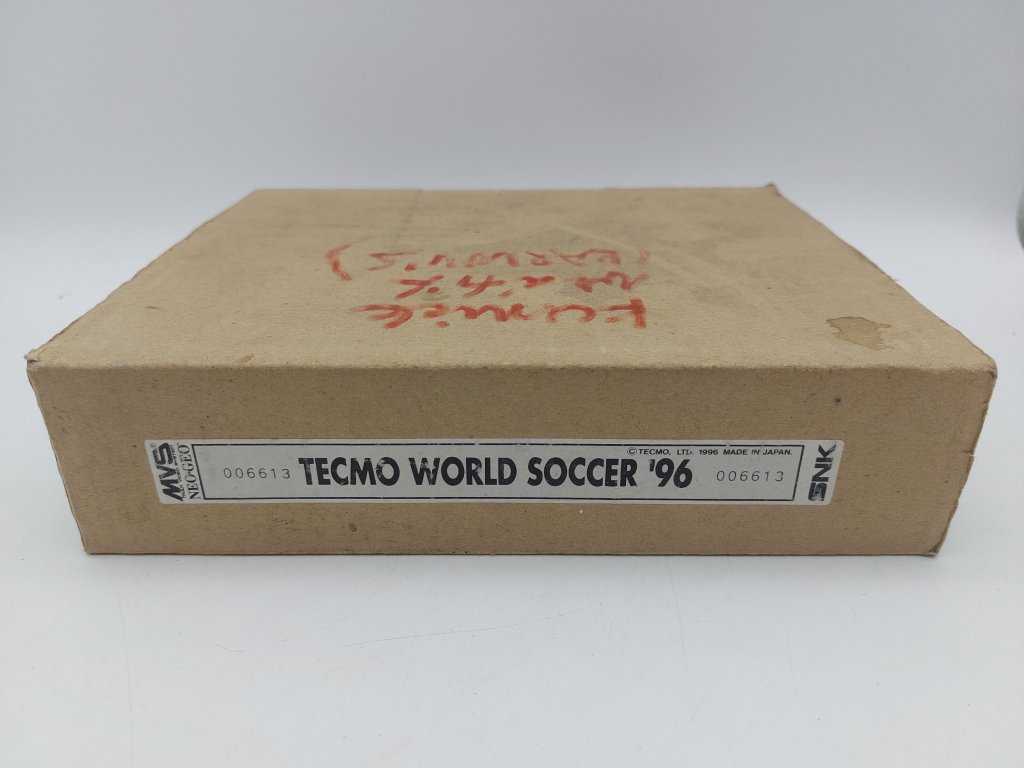 MVS
NEO·GEO
006613
TECMO WORLD SOCCER '96
© TECMO, LTD. 1996 MADE IN JAPAN.
006613
SNK